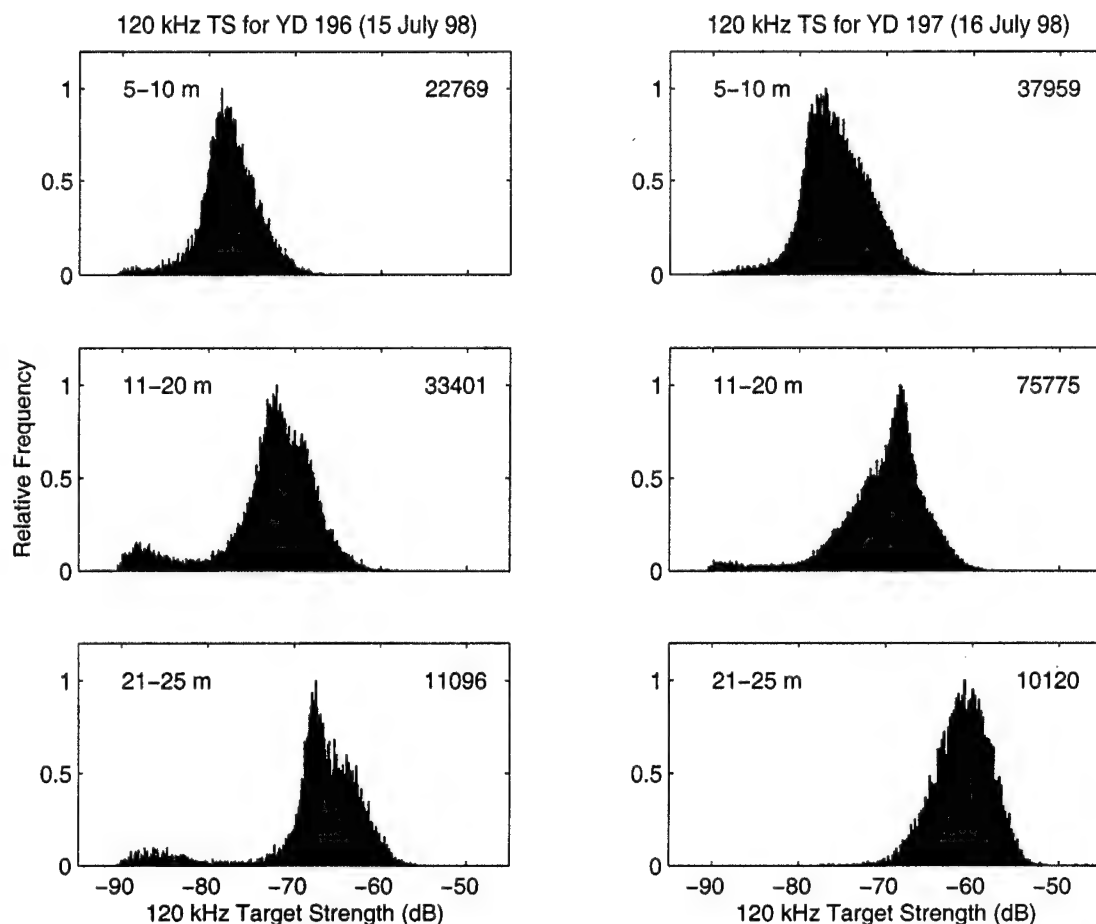 120 kHz TS for YD 196 (15 July 98)
120 kHz TS for YD 197 (16 July 98)
5−10 m
22769
1
0.5
0
5−10 m
37959
1
0.5
0
Relative Frequency
11−20 m
33401
1
0.5
0
11−20 m
75775
1
0.5
0
21−25 m
11096
1
0.5
0
−90 −80 −70 −60 −50
120 kHz Target Strength (dB)
21−25 m
10120
1
0.5
0
−90 −80 −70 −60 −50
120 kHz Target Strength (dB)